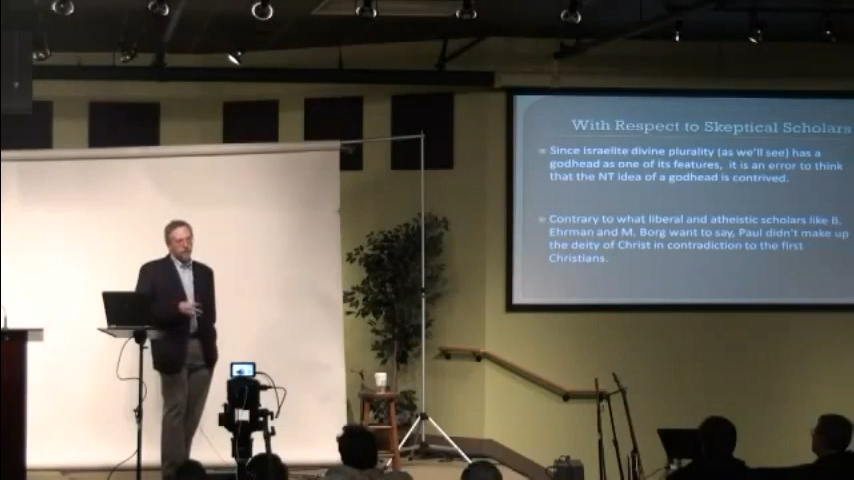 With Respect to Skeptical Scholars
Since Israelite divine plurality (as we'll see) has a
godhead as one of its features, it is an error to think
that the NT idea of a godhead is contrived.
Contrary to what liberal and atheistic scholars like B.
Ehrman and M. Borg want to say, Paul didn't make up
the deity of Christ in contradiction to the first
Christians.